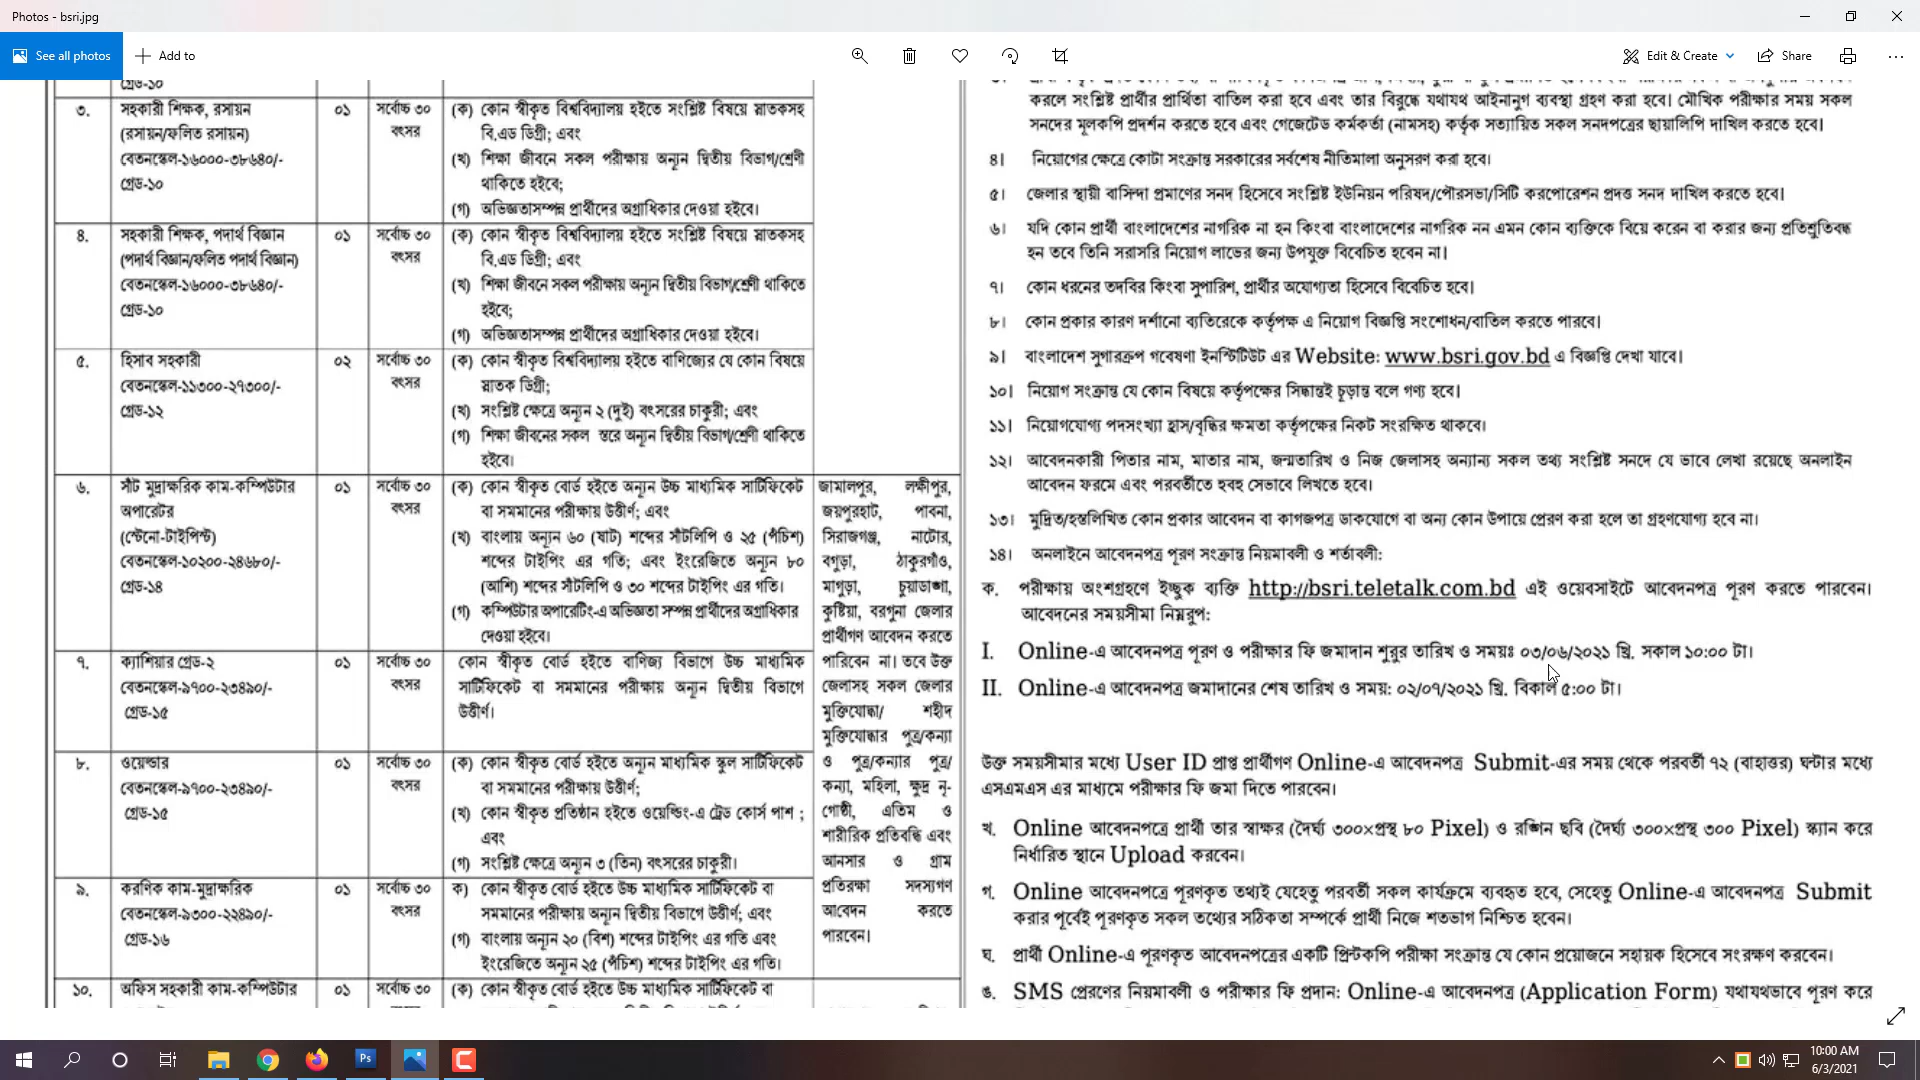 Photos - bsri.jpg
See all photos
Add to
Edit & Create
Share
গ্রেড-১০
৩.
সহকারী শিক্ষক, রসায়ন
(রসায়ন/ফলিত রসায়ন)
বেতনস্কেল-১৬০০০-৩৮৬৪০/-
গ্রেড-১০
০১
সর্বোচ্চ ৩০
বৎসর
(ক) কোন স্বীকৃত বিশ্ববিদ্যালয় হইতে সংশ্লিষ্ট বিষয়ে স্নাতকসহ
বি.এড ডিগ্রী; এবং
(খ) শিক্ষা জীবনে সকল পরীক্ষায় অন্যূন দ্বিতীয় বিভাগ/শ্রেণী
থাকিতে হইবে;
(গ) অভিজ্ঞতাসম্পন্ন প্রার্থীদের অগ্রাধিকার দেওয়া হইবে।
৪.
সহকারী শিক্ষক, পদার্থ বিজ্ঞান
(পদার্থ বিজ্ঞান/ফলিত পদার্থ বিজ্ঞান)
বেতনস্কেল-১৬০০০-৩৮৬৪০/-
গ্রেড-১০
০১
সর্বোচ্চ ৩০
বৎসর
(ক) কোন স্বীকৃত বিশ্ববিদ্যালয় হইতে সংশ্লিষ্ট বিষয়ে স্নাতকসহ
বি.এড ডিগ্রী; এবং
(খ) শিক্ষা জীবনে সকল পরীক্ষায় অন্যূন দ্বিতীয় বিভাগ/শ্রেণী থাকিতে
হইবে;
(গ) অভিজ্ঞতাসম্পন্ন প্রার্থীদের অগ্রাধিকার দেওয়া হইবে।
৫.
হিসাব সহকারী
বেতনস্কেল-১১৩০০-২৭৩০০/-
গ্রেড-১২
০২
সর্বোচ্চ ৩০
বৎসর
(ক) কোন স্বীকৃত বিশ্ববিদ্যালয় হইতে বাণিজ্যের যে কোন বিষয়ে
স্নাতক ডিগ্রী;
(খ) সংশ্লিষ্ট ক্ষেত্রে অন্যূন ২ (দুই) বৎসরের চাকুরী; এবং
(গ) শিক্ষা জীবনের সকল স্তরে অন্যূন দ্বিতীয় বিভাগ/শ্রেণী থাকিতে
হইবে।
৬.
সাঁট মুদ্রাক্ষরিক কাম-কম্পিউটার
অপারেটর
(স্টেনো-টাইপিস্ট)
বেতনস্কেল-১০২০০-২৪৬৮০/-
গ্রেড-১৪
০১
সর্বোচ্চ ৩০
বৎসর
(ক) কোন স্বীকৃত বোর্ড হইতে অন্যূন উচ্চ মাধ্যমিক সার্টিফিকেট
বা সমমানের পরীক্ষায় উত্তীর্ণ; এবং
(খ) বাংলায় অন্যূন ৬০ (ষাট) শব্দের সাঁটলিপি ও ২৫ (পঁচিশ)
শব্দের টাইপিং এর গতি; এবং ইংরেজিতে অন্যূন ৮০
(আশি) শব্দের সাঁটলিপি ও ৩০ শব্দের টাইপিং এর গতি।
(গ) কম্পিউটার অপারেটিং-এ অভিজ্ঞতা সম্পন্ন প্রার্থীদের অগ্রাধিকার
দেওয়া হইবে।
৭.
ক্যাশিয়ার গ্রেড-২
বেতনস্কেল-৯৭০০-২৩৪৯০/-
গ্রেড-১৫
০১
সর্বোচ্চ ৩০
বৎসর
কোন স্বীকৃত বোর্ড হইতে বাণিজ্য বিভাগে উচ্চ মাধ্যমিক
সার্টিফিকেট বা সমমানের পরীক্ষায় অন্যূন দ্বিতীয় বিভাগে
উত্তীর্ণ।
৮.
ওয়েল্ডার
বেতনস্কেল-৯৭০০-২৩৪৯০/-
গ্রেড-১৫
০১
সর্বোচ্চ ৩০
বৎসর
(ক) কোন স্বীকৃত বোর্ড হইতে অন্যূন মাধ্যমিক স্কুল সার্টিফিকেট
বা সমমানের পরীক্ষায় উত্তীর্ণ;
(খ) কোন স্বীকৃত প্রতিষ্ঠান হইতে ওয়েল্ডিং-এ ট্রেড কোর্স পাশ ;
এবং
(গ) সংশ্লিষ্ট ক্ষেত্রে অন্যূন ৩ (তিন) বৎসরের চাকুরী।
৯.
করণিক কাম-মুদ্রাক্ষরিক
বেতনস্কেল-৯৩০০-২২৪৯০/-
গ্রেড-১৬
০১
সর্বোচ্চ ৩০
বৎসর
ক) কোন স্বীকৃত বোর্ড হইতে উচ্চ মাধ্যমিক সার্টিফিকেট বা
সমমানের পরীক্ষায় অন্যূন দ্বিতীয় বিভাগে উত্তীর্ণ; এবং
(গ) বাংলায় অন্যূন ২০ (বিশ) শব্দের টাইপিং এর গতি এবং
ইংরেজিতে অন্যূন ২৫ (পঁচিশ) শব্দের টাইপিং এর গতি।
১০.
অফিস সহকারী কাম-কম্পিউটার
০১
সর্বোচ্চ ৩০
(ক) কোন স্বীকৃত বোর্ড হইতে উচ্চ মাধ্যমিক সার্টিফিকেট বা
জামালপুর, লক্ষীপুর,
জয়পুরহাট, পাবনা,
সিরাজগঞ্জ, নাটোর,
বগুড়া, ঠাকুরগাঁও,
মাগুড়া, চুয়াডাঙ্গা,
কুষ্টিয়া, বরগুনা জেলার
প্রার্থীগণ আবেদন করতে
পারিবেন না। তবে উক্ত
জেলাসহ সকল জেলার
মুক্তিযোদ্ধা/ শহীদ
মুক্তিযোদ্ধার পুত্র/কন্যা
ও পুত্র/কন্যার পুত্র/
কন্যা, মহিলা, ক্ষুদ্র নৃ-
গোষ্ঠী, এতিম ও
শারীরিক প্রতিবন্ধি এবং
আনসার ও গ্রাম
প্রতিরক্ষা সদস্যগণ
আবেদন করতে
পারবেন।
করলে সংশ্লিষ্ট প্রার্থীর প্রার্থিতা বাতিল করা হবে এবং তার বিরুদ্ধে যথাযথ আইনানুগ ব্যবস্থা গ্রহণ করা হবে। মৌখিক পরীক্ষার সময় সকল
সনদের মূলকপি প্রদর্শন করতে হবে এবং গেজেটেড কর্মকর্তা (নামসহ) কর্তৃক সত্যায়িত সকল সনদপত্রের ছায়ালিপি দাখিল করতে হবে।
৪। নিয়োগের ক্ষেত্রে কোটা সংক্রান্ত সরকারের সর্বশেষ নীতিমালা অনুসরণ করা হবে।
৫। জেলার স্থায়ী বাসিন্দা প্রমাণের সনদ হিসেবে সংশ্লিষ্ট ইউনিয়ন পরিষদ/পৌরসভা/সিটি করপোরেশন প্রদত্ত সনদ দাখিল করতে হবে।
৬। যদি কোন প্রার্থী বাংলাদেশের নাগরিক না হন কিংবা বাংলাদেশের নাগরিক নন এমন কোন ব্যক্তিকে বিয়ে করেন বা করার জন্য প্রতিশ্রুতিবদ্ধ
হন তবে তিনি সরাসরি নিয়োগ লাভের জন্য উপযুক্ত বিবেচিত হবেন না।
৭। কোন ধরনের তদবির কিংবা সুপারিশ, প্রার্থীর অযোগ্যতা হিসেবে বিবেচিত হবে।
৮। কোন প্রকার কারণ দর্শানো ব্যতিরেকে কর্তৃপক্ষ এ নিয়োগ বিজ্ঞপ্তি সংশোধন/বাতিল করতে পারবে।
৯। বাংলাদেশ সুগারক্রপ গবেষণা ইনস্টিটিউট এর Website: www.bsri.gov.bd এ বিজ্ঞপ্তি দেখা যাবে।
১০। নিয়োগ সংক্রান্ত যে কোন বিষয়ে কর্তৃপক্ষের সিদ্ধান্তই চূড়ান্ত বলে গণ্য হবে।
১১। নিয়োগযোগ্য পদসংখ্যা হ্রাস/বৃদ্ধির ক্ষমতা কর্তৃপক্ষের নিকট সংরক্ষিত থাকবে।
১২। আবেদনকারী পিতার নাম, মাতার নাম, জন্মতারিখ ও নিজ জেলাসহ অন্যান্য সকল তথ্য সংশ্লিষ্ট সনদে যে ভাবে লেখা রয়েছে অনলাইন
আবেদন ফরমে এবং পরবর্তীতে হুবহু সেভাবে লিখতে হবে।
১৩। মুদ্রিত/হস্তলিখিত কোন প্রকার আবেদন বা কাগজপত্র ডাকযোগে বা অন্য কোন উপায়ে প্রেরণ করা হলে তা গ্রহণযোগ্য হবে না।
১৪। অনলাইনে আবেদনপত্র পূরণ সংক্রান্ত নিয়মাবলী ও শর্তাবলী:
ক. পরীক্ষায় অংশগ্রহণে ইচ্ছুক ব্যক্তি http://bsri.teletalk.com.bd এই ওয়েবসাইটে আবেদনপত্র পূরণ করতে পারবেন।
আবেদনের সময়সীমা নিম্নরুপ:
I. Online-এ আবেদনপত্র পূরণ ও পরীক্ষার ফি জমাদান শুরুর তারিখ ও সময়ঃ ০৩/০৬/২০২১ খ্রি. সকাল ১০:০০ টা।
II. Online-এ আবেদনপত্র জমাদানের শেষ তারিখ ও সময়: ০২/০৭/২০২১ খ্রি. বিকাল ৫:০০ টা।
উক্ত সময়সীমার মধ্যে User ID প্রাপ্ত প্রার্থীগণ Online-এ আবেদনপত্র Submit-এর সময় থেকে পরবর্তী ৭২ (বাহাত্তর) ঘন্টার মধ্যে
এসএমএস এর মাধ্যমে পরীক্ষার ফি জমা দিতে পারবেন।
খ. Online আবেদনপত্রে প্রার্থী তার স্বাক্ষর (দৈর্ঘ্য ৩০০×প্রস্থ ৮০ Pixel) ও রঙ্গিন ছবি (দৈর্ঘ্য ৩০০×প্রস্থ ৩০০ Pixel) স্ক্যান করে
নির্ধারিত স্থানে Upload করবেন।
গ. Online আবেদনপত্রে পূরণকৃত তথ্যই যেহেতু পরবর্তী সকল কার্যক্রমে ব্যবহৃত হবে, সেহেতু Online-এ আবেদনপত্র Submit
করার পূর্বেই পূরণকৃত সকল তথ্যের সঠিকতা সম্পর্কে প্রার্থী নিজে শতভাগ নিশ্চিত হবেন।
ঘ. প্রার্থী Online-এ পূরণকৃত আবেদনপত্রের একটি প্রিন্টকপি পরীক্ষা সংক্রান্ত যে কোন প্রয়োজনে সহায়ক হিসেবে সংরক্ষণ করবেন।
ঙ. SMS প্রেরণের নিয়মাবলী ও পরীক্ষার ফি প্রদান: Online-এ আবেদনপত্র (Application Form) যথাযথভাবে পূরণ করে
Ps
10:00 AM
6/3/2021